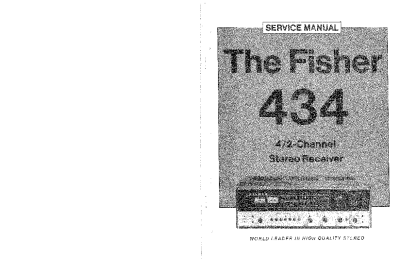 SERVICE MANUAL
The Fisher
434
4/2-Channel
Stereo Receiver
WORLD LEADER IN HIGH QUALITY STEREO